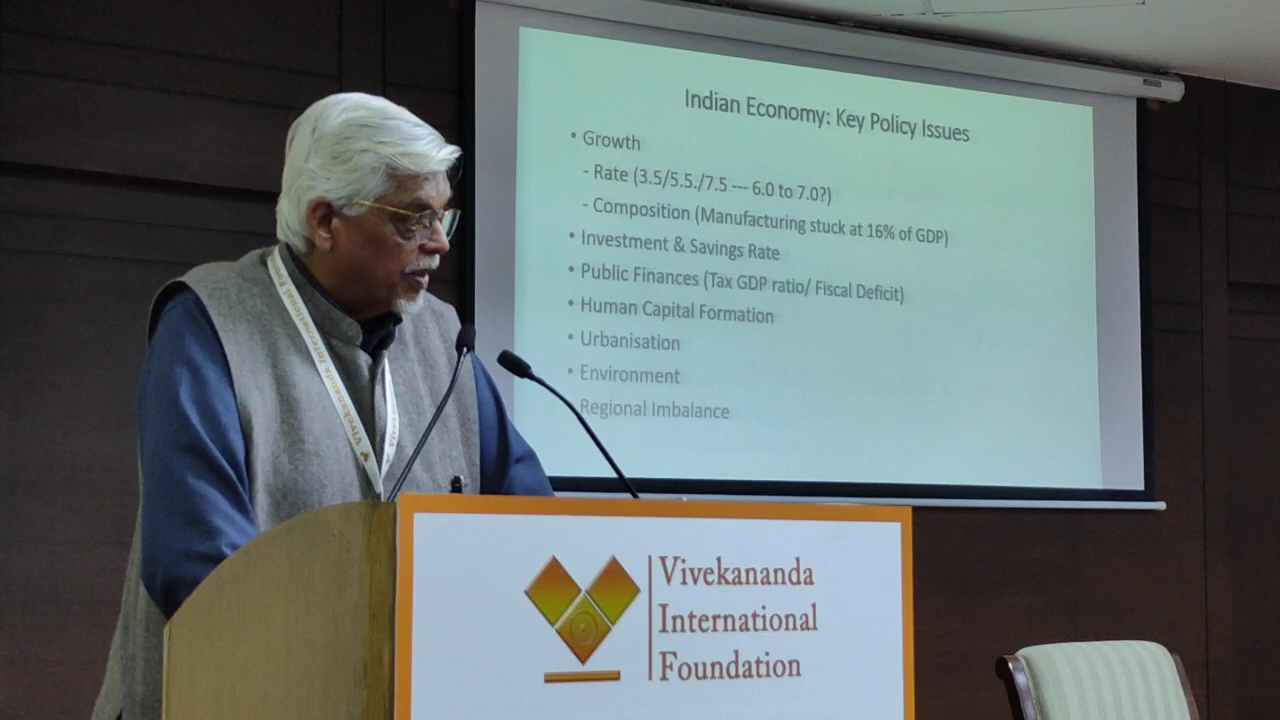 Indian Economy: Key Policy Issues
• Growth
- Rate (3.5/5.5./7.5 --- 6.0 to 7.0?)
- Composition (Manufacturing stuck at 16% of GDP)
• Investment & Savings Rate
• Public Finances (Tax GDP ratio/ Fiscal Deficit)
• Human Capital Formation
• Urbanisation
• Environment
Regional Imbalance
Vivekananda International
Vivekananda
International
Foundation